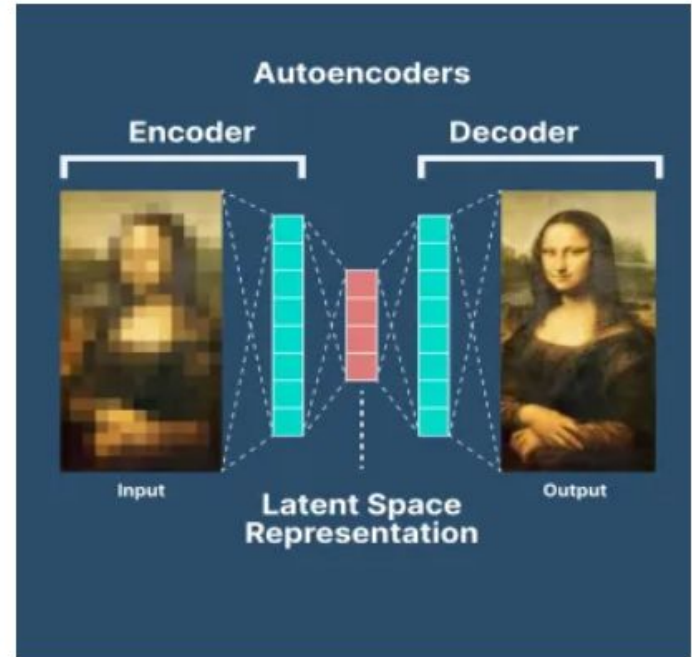 Autoencoders
Encoder
Decoder
Input
Output
Latent Space
Representation